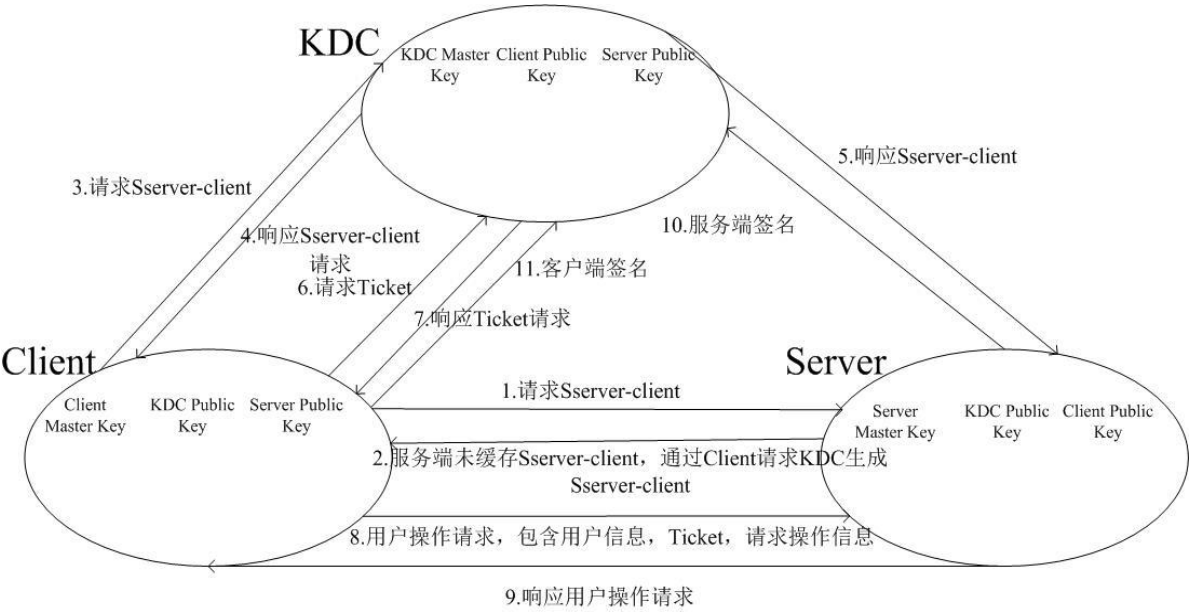 KDC
KDC Master
Key
Client Public
Key
Server Public
Key
3.请求Sserver-client
5.响应Sserver-client
4.响应Sserver-client
请求
10.服务端签名
11.客户端签名
6.请求Ticket
7.响应Ticket请求
Client
Server
Client
Master Key
KDC Public
Key
Server Public
Key
1.请求Sserver-client
Server
Master Key
KDC Public
Key
Client Public
Key
2.服务端未缓存Sserver-client，通过Client请求KDC生成
Sserver-client
8.用户操作请求，包含用户信息，Ticket，请求操作信息
9.响应用户操作请求